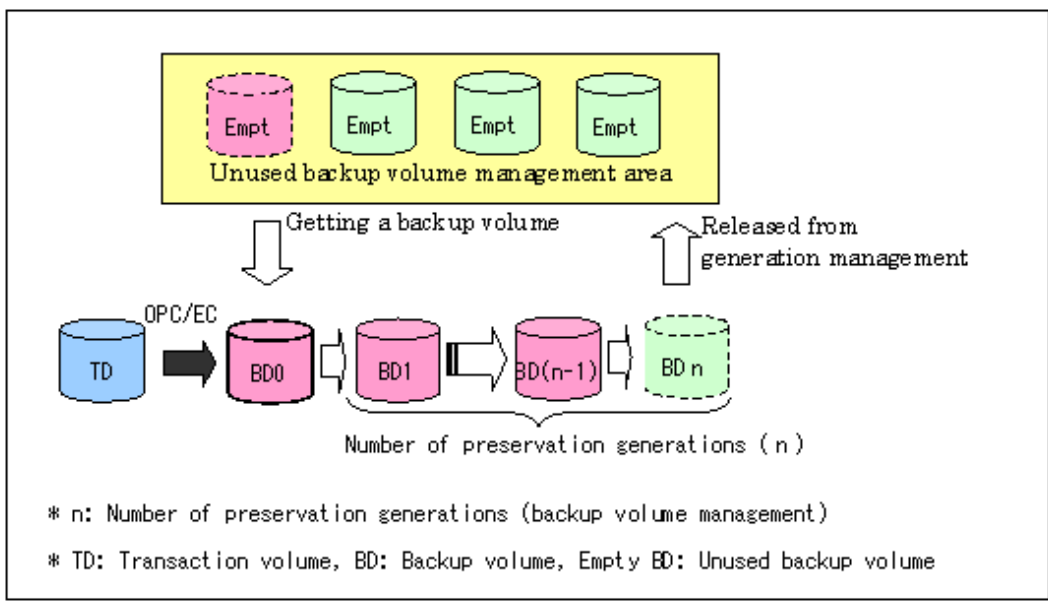 Empt Empt Empt Empt
Unused backup volume management area
Getting a backup volume
Released from
generation management
OPC/EC
TD BD0 BD1 BD(n-1) BD n
Number of preservation generations ( n )
* n: Number of preservation generations (backup volume management)
* TD: Transaction volume, BD: Backup volume, Empty BD: Unused backup volume